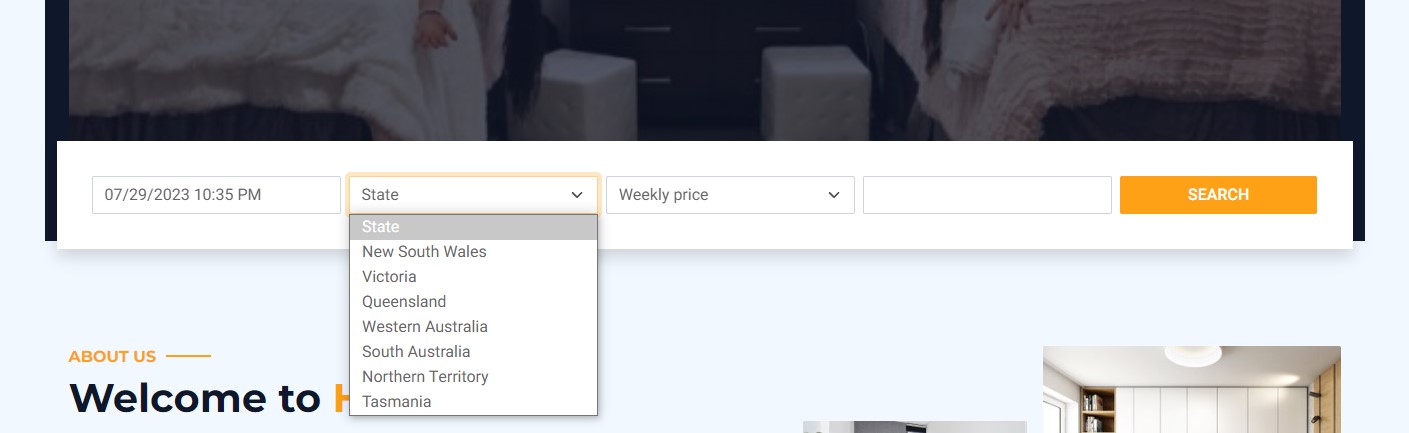 07/29/2023 10:35 PM
State
Weekly price
SEARCH
State
New South Wales
Victoria
Queensland
Western Australia
South Australia
Northern Territory
Tasmania
ABOUT US
Welcome to